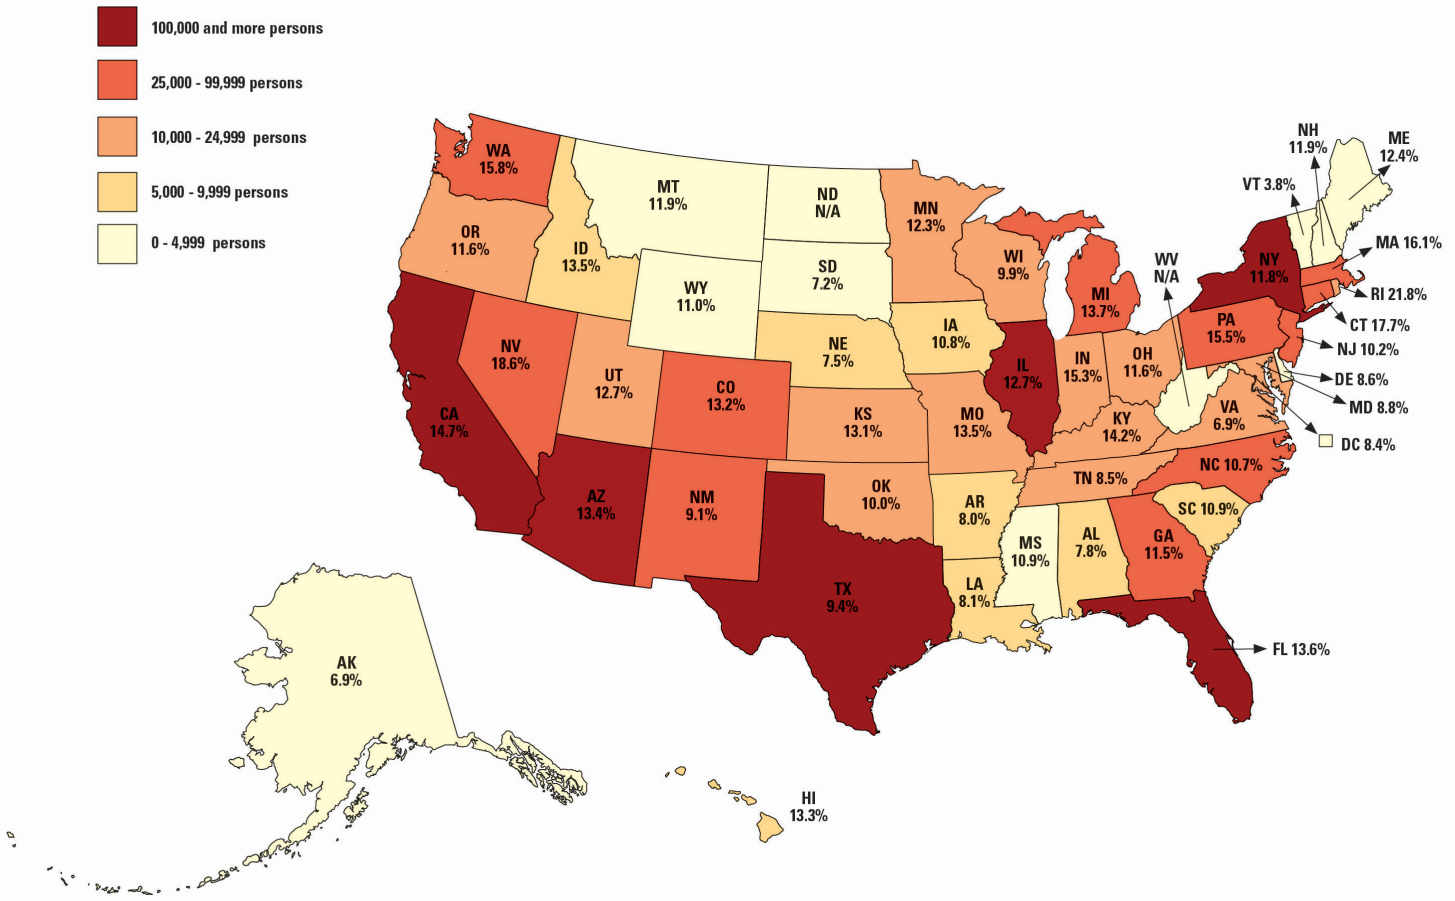 100,000 and more persons
25,000 - 99,999 persons
10,000 - 24,999 persons
5,000 - 9,999 persons
0 - 4,999 persons
WA
15.8%
OR
11.6%
ID
13.5%
MT
11.9%
ND
N/A
MN
12.3%
WI
9.9%
SD
7.2%
WY
11.0%
NV
18.6%
UT
12.7%
CO
13.2%
NE
7.5%
IA
10.8%
MI
13.7%
IL
12.7%
IN
15.3%
OH
11.6%
PA
15.5%
NY
11.8%
WV
N/A
NH
11.9%
ME
12.4%
VT 3.8%
MA 16.1%
RI 21.8%
CT 17.7%
NJ 10.2%
DE 8.6%
MD 8.8%
DC 8.4%
CA
14.7%
AZ
13.4%
NM
9.1%
KS
13.1%
MO
13.5%
KY
14.2%
VA
6.9%
NC 10.7%
TN 8.5%
OK
10.0%
AR
8.0%
SC 10.9%
MS
10.9%
AL
7.8%
GA
11.5%
TX
9.4%
LA
8.1%
FL 13.6%
AK
6.9%
HI
13.3%